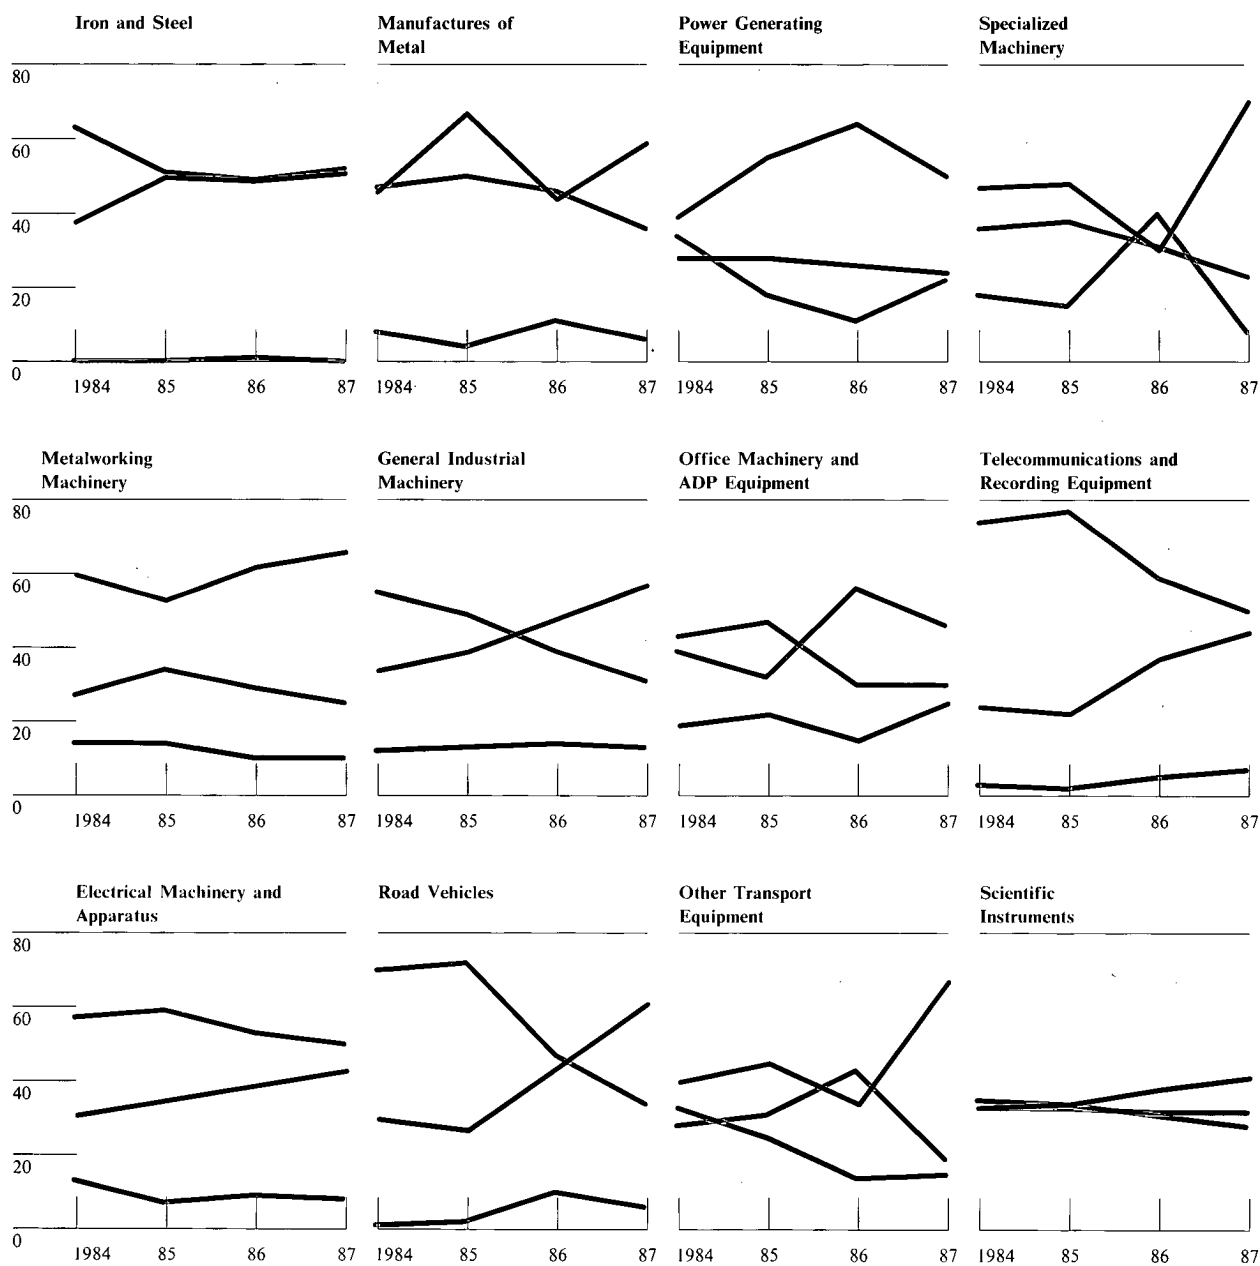 Iron and Steel
Manufactures of
Metal
Power Generating
Equipment
Specialized
Machinery
80
60
40
20
0
1984 85 86 87
1984 85 86 87
1984 85 86 87
1984 85 86 87
Metalworking
Machinery
General Industrial
Machinery
Office Machinery and
ADP Equipment
Telecommunications and
Recording Equipment
80
60
40
20
0
1984 85 86 87
1984 85 86 87
1984 85 86 87
1984 85 86 87
Electrical Machinery and
Apparatus
Road Vehicles
Other Transport
Equipment
Scientific
Instruments
80
60
40
20
0
1984 85 86 87
1984 85 86 87
1984 85 86 87
1984 85 86 87